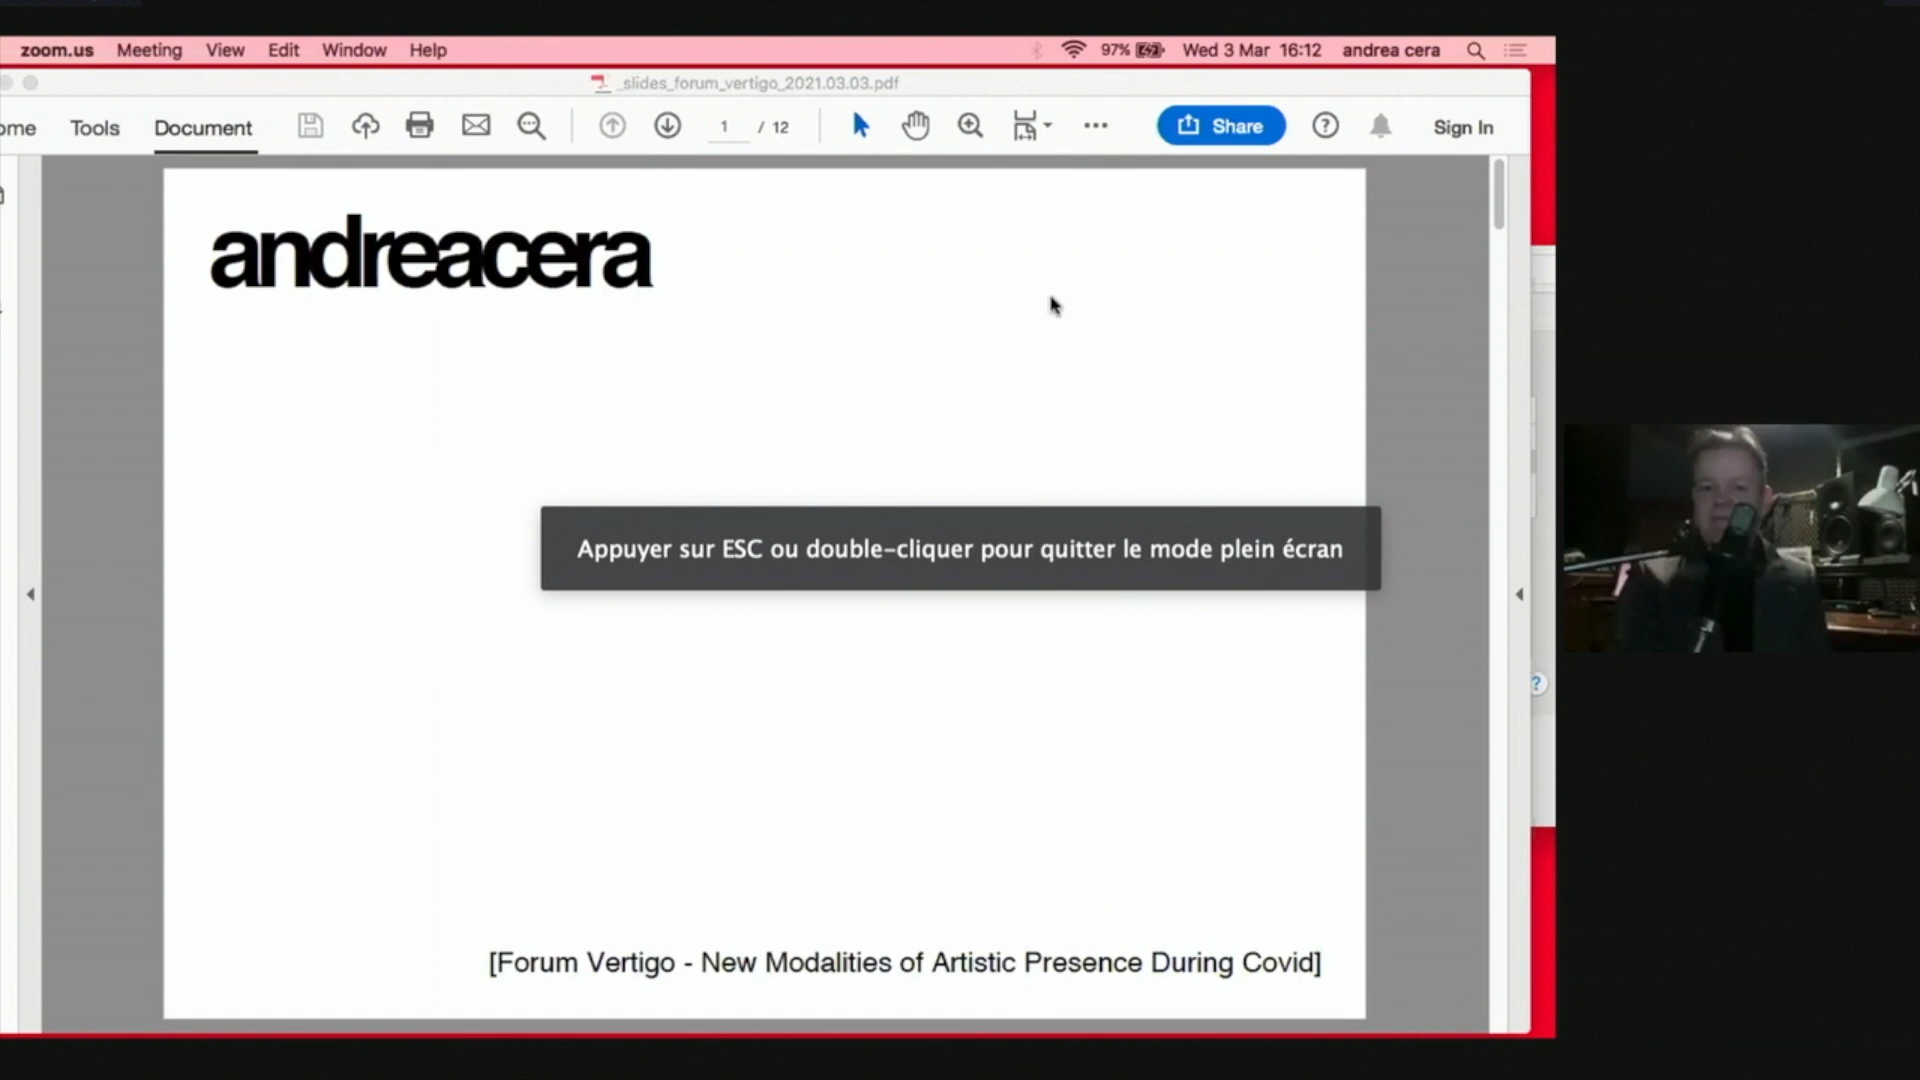 zoom.us Meeting View Edit Window Help 97% Wed 3 Mar 16:12 andrea cera
_slides_forum_vertigo_2021.03.03.pdf
ome Tools Document 1 / 12 Share Sign In
andreacera
Appuyer sur ESC ou double-cliquer pour quitter le mode plein écran
[Forum Vertigo - New Modalities of Artistic Presence During Covid]